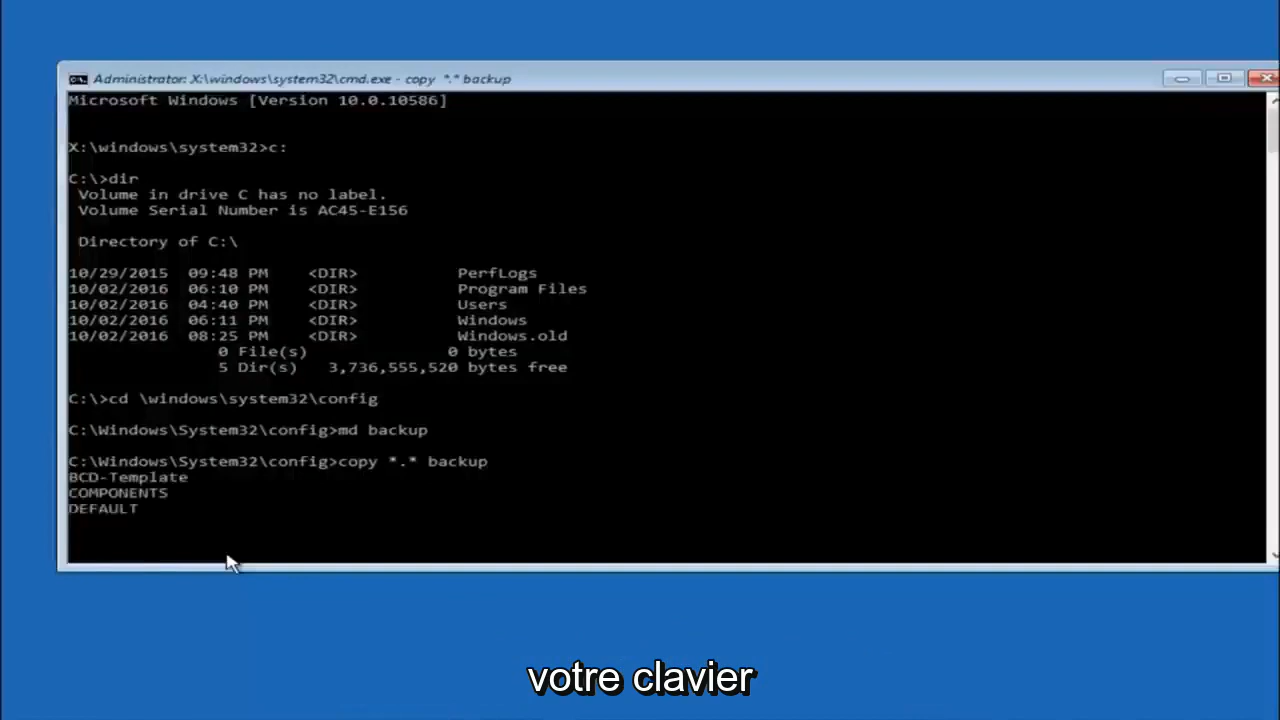 Administrator: X:\windows\system32\cmd.exe - copy *.* backup
Microsoft Windows [Version 10.0.10586]
X:\windows\system32>c:
C:\>dir
Volume in drive C has no label.
Volume Serial Number is AC45-E156
Directory of C:\
10/29/2015 09:48 PM <DIR> PerfLogs
10/02/2016 06:10 PM <DIR> Program Files
10/02/2016 04:40 PM <DIR> Users
10/02/2016 06:11 PM <DIR> Windows
10/02/2016 08:25 PM <DIR> Windows.old
0 File(s) 0 bytes
5 Dir(s) 3,736,555,520 bytes free
C:\>cd \windows\system32\config
C:\Windows\System32\config>md backup
C:\Windows\System32\config>copy *.* backup
BCD-Template
COMPONENTS
DEFAULT
votre clavier